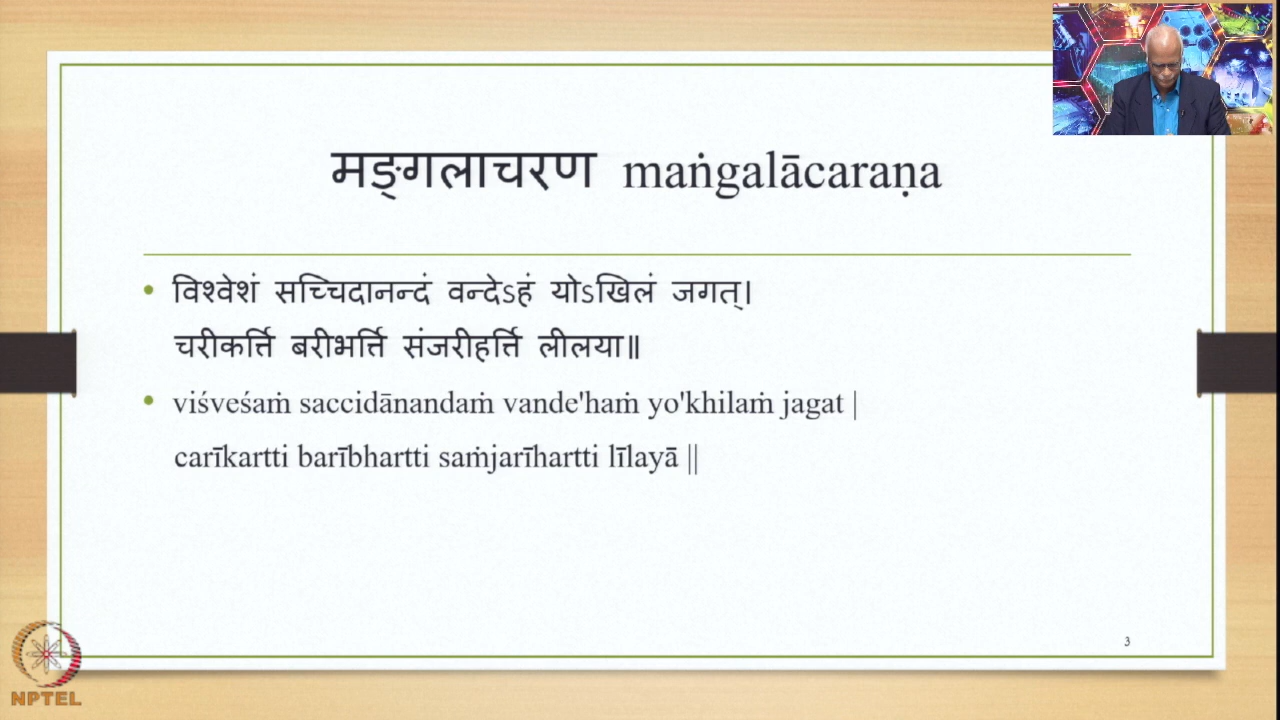 मङ्गलाचरण maṅgalācaraṇa
• विश्वेशं सच्चिदानन्दं वन्देऽहं योऽखिलं जगत्।
चरीकर्त्ति बरीभर्त्ति संजरीहर्त्ति लीलया॥
• viśveśaṁ saccidānandaṁ vande'haṁ yo'khilaṁ jagat |
carīkartti barībhartti saṁjarīhartti līlayā ||
3
NPTEL